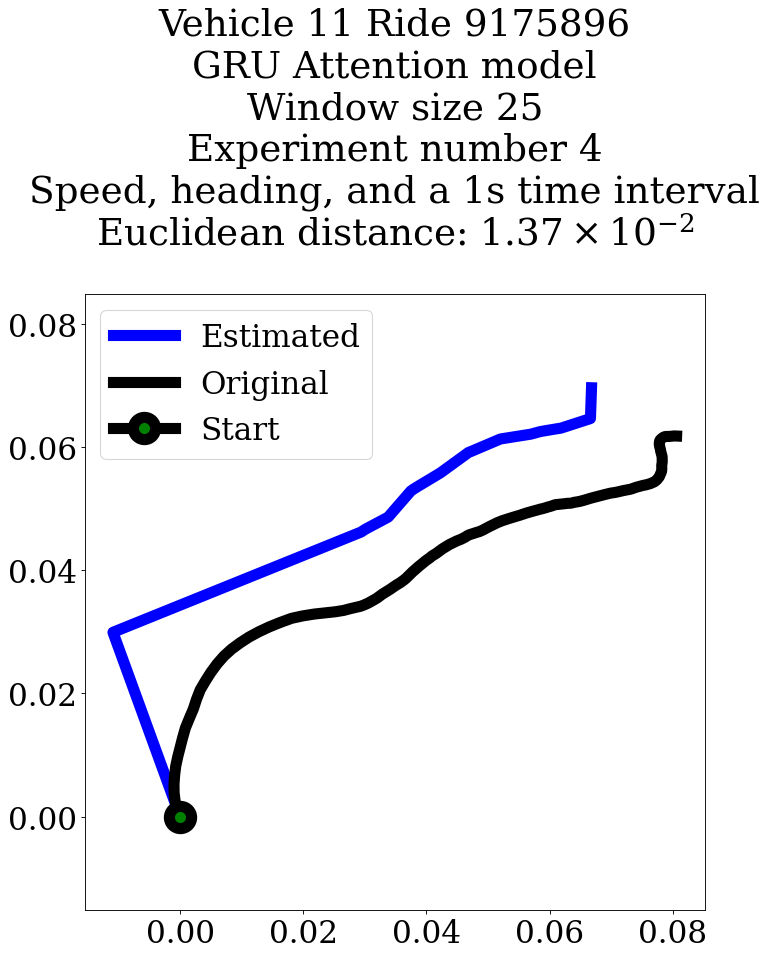 Vehicle 11 Ride 9175896
GRU Attention model
Window size 25
Experiment number 4
Speed, heading, and a 1s time interval
Euclidean distance: 1.37 × 10⁻²
Estimated
Original
Start
0.08
0.06
0.04
0.02
0.00
0.00 0.02 0.04 0.06 0.08